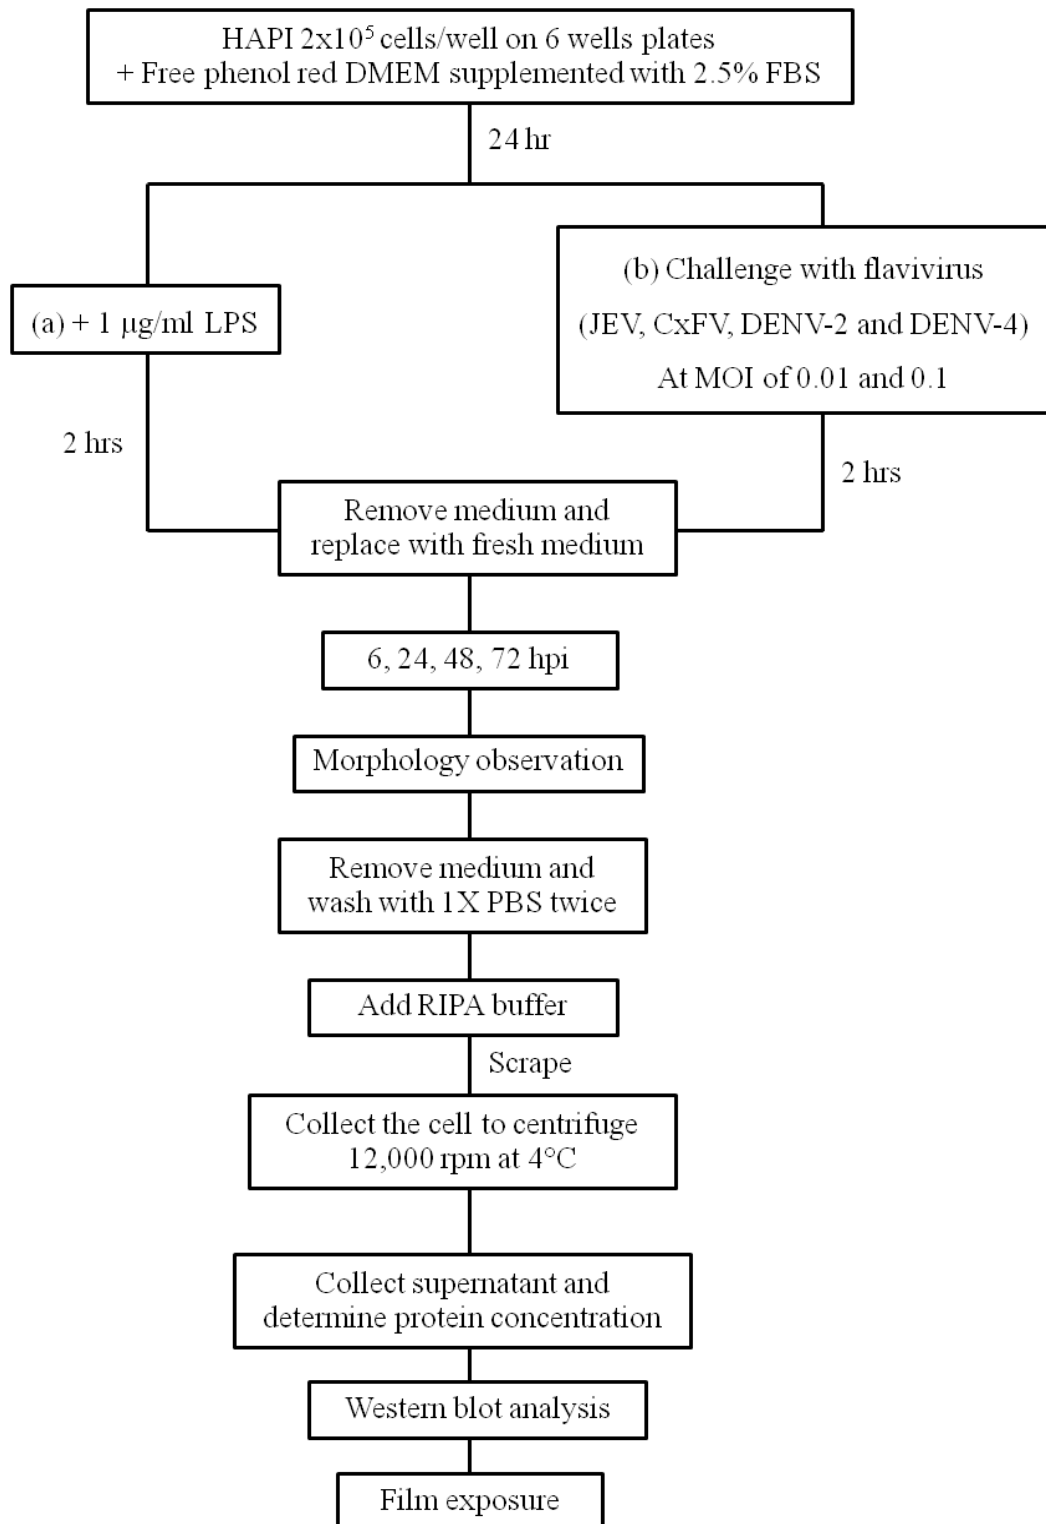 HAPI 2x10⁵ cells/well on 6 wells plates
+ Free phenol red DMEM supplemented with 2.5% FBS
24 hr
(a) + 1 µg/ml LPS
(b) Challenge with flavivirus
(JEV, CxFV, DENV-2 and DENV-4)
At MOI of 0.01 and 0.1
2 hrs
2 hrs
Remove medium and
replace with fresh medium
6, 24, 48, 72 hpi
Morphology observation
Remove medium and
wash with 1X PBS twice
Add RIPA buffer
Scrape
Collect the cell to centrifuge
12,000 rpm at 4°C
Collect supernatant and
determine protein concentration
Western blot analysis
Film exposure